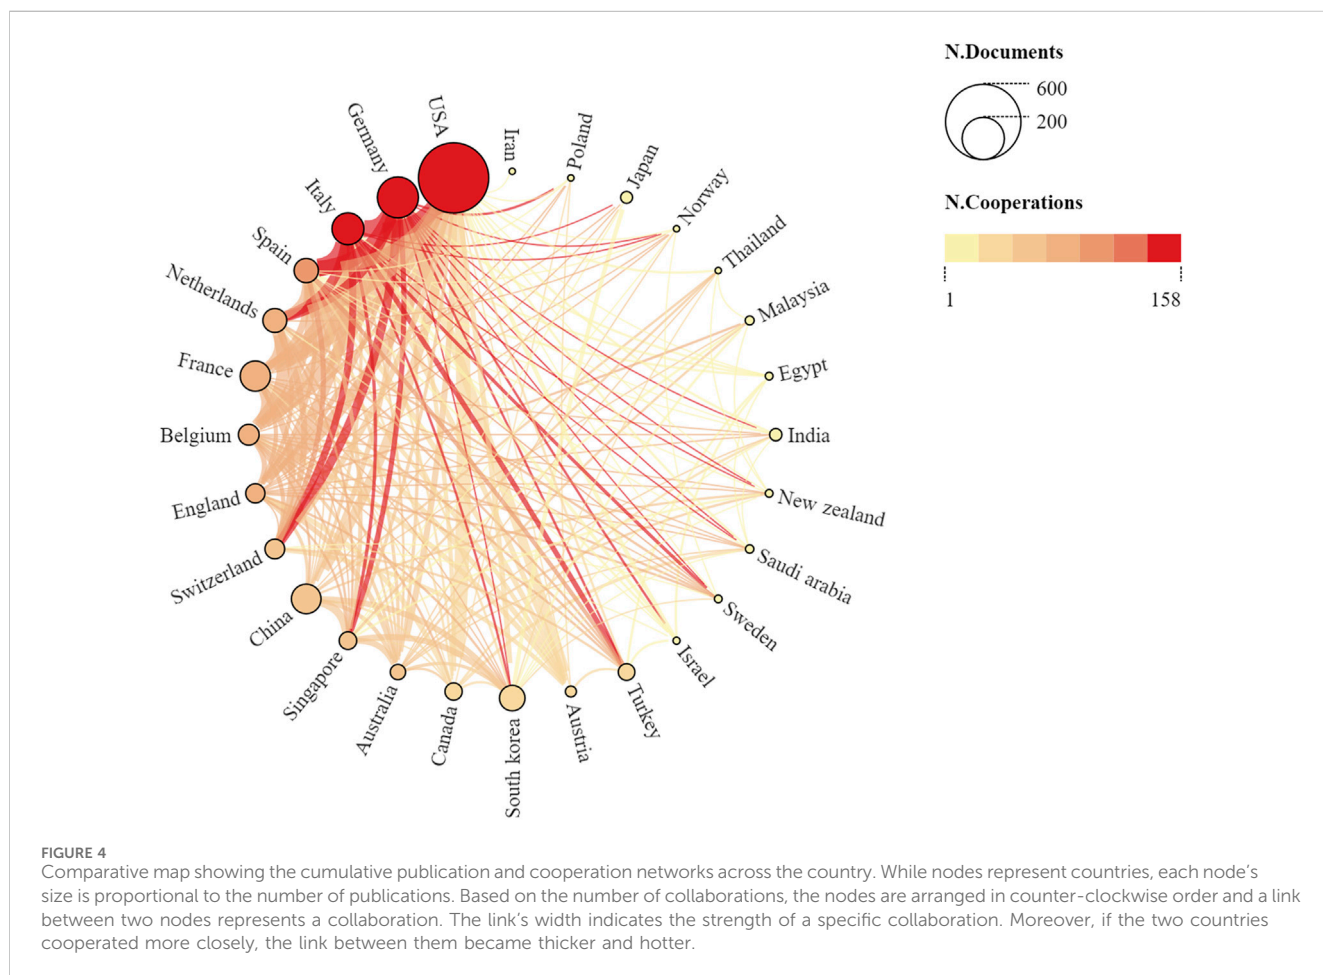 N.Documents
600
200
N.Cooperations
1
158
USA
Germany
Italy
Spain
Netherlands
France
Belgium
England
Switzerland
China
Singapore
Australia
Canada
South korea
Austria
Turkey
Israel
Sweden
Saudi arabia
New zealand
India
Egypt
Malaysia
Thailand
Norway
Japan
Poland
Iran
FIGURE 4
Comparative map showing the cumulative publication and cooperation networks across the country. While nodes represent countries, each node's
size is proportional to the number of publications. Based on the number of collaborations, the nodes are arranged in counter-clockwise order and a link
between two nodes represents a collaboration. The link's width indicates the strength of a specific collaboration. Moreover, if the two countries
cooperated more closely, the link between them became thicker and hotter.